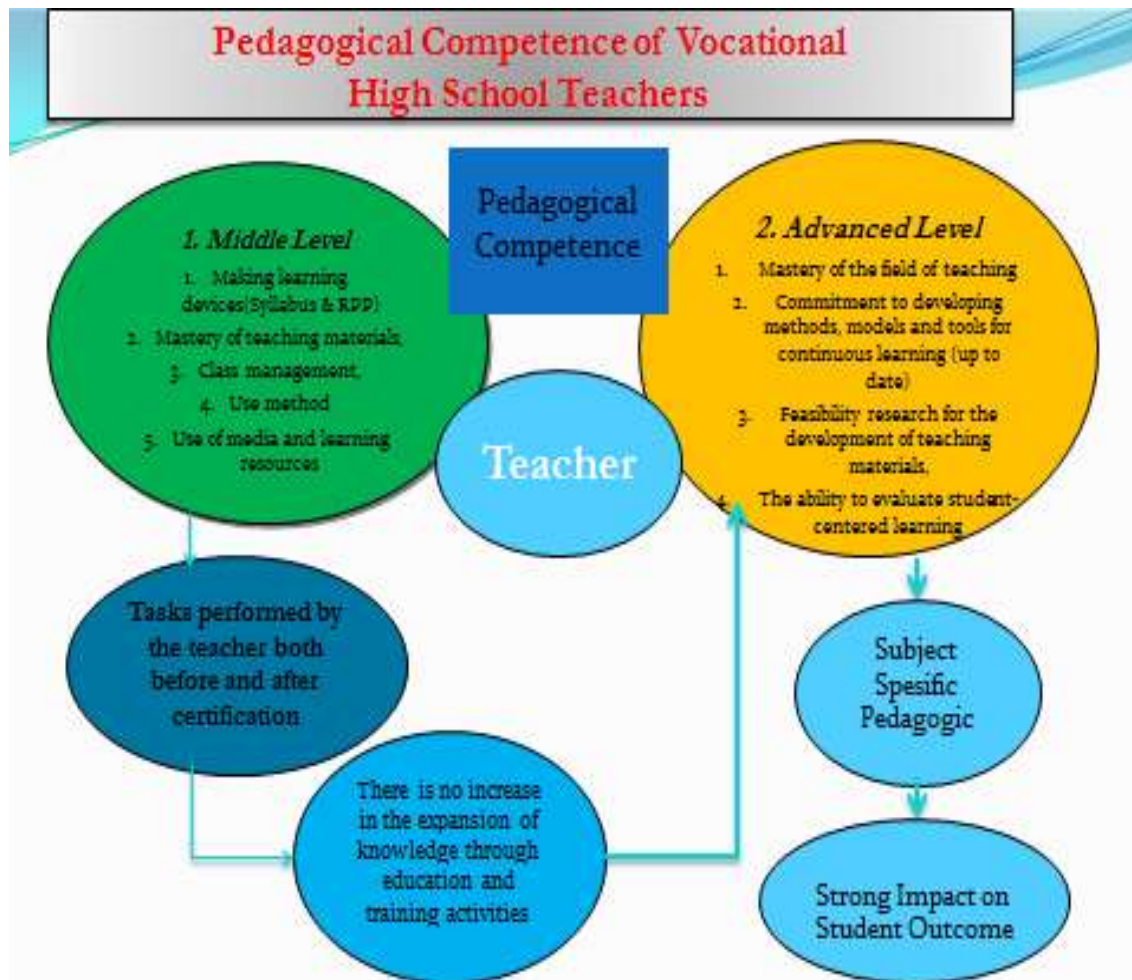 Pedagogical Competence of Vocational
High School Teachers
Pedagogical
Competence
1. Middle Level
1. Making learning
devices(Syllabus & RPP)
2. Mastery of teaching materials,
3. Class management,
4. Use method
5. Use of media and learning
resources
2. Advanced Level
1. Mastery of the field of teaching
2. Commitment to developing
methods, models and tools for
continuous learning (up to
date)
3. Feasibility research for the
development of teaching
materials,
4. The ability to evaluate student-
centered learning
Teacher
Tasks performed by
the teacher both
before and after
certification
There is no increase
in the expansion of
knowledge through
education and
training activities
Subject
Spesific
Pedagogic
Strong Impact on
Student Outcome